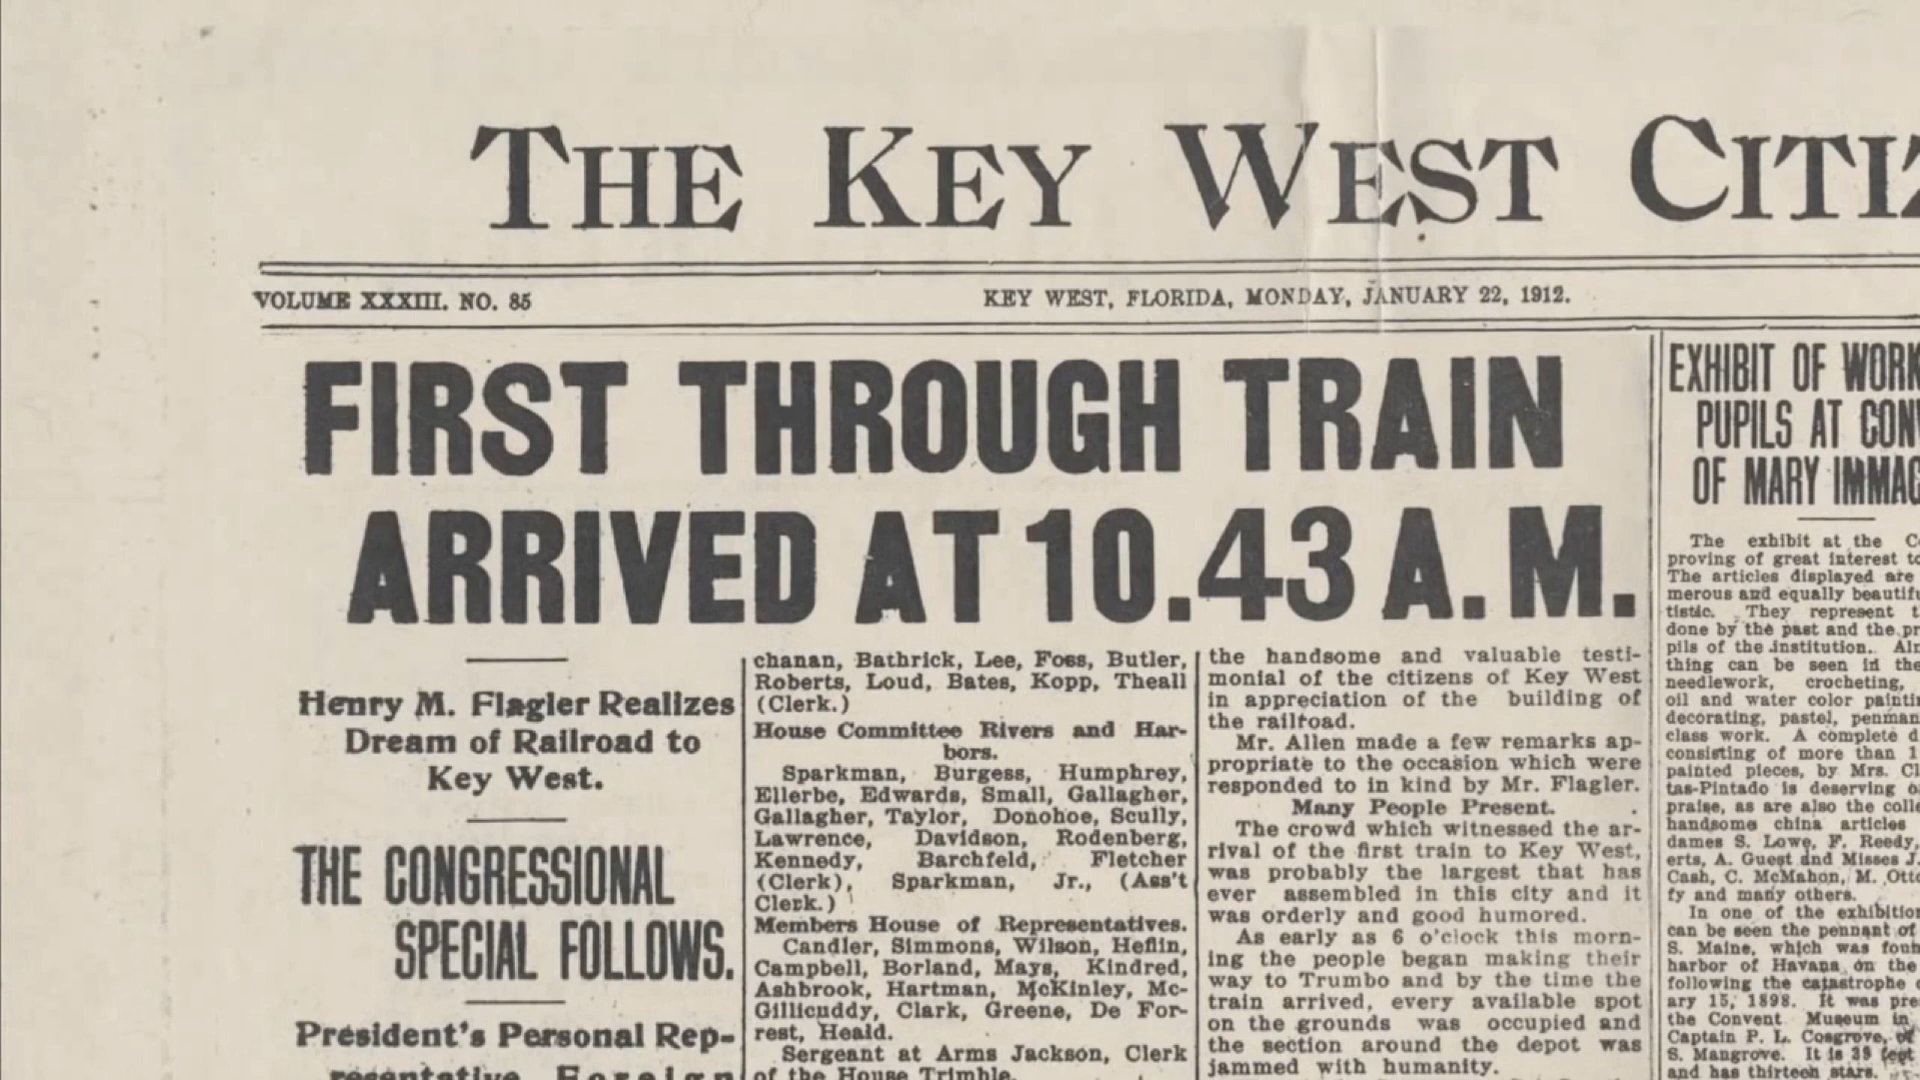 THE KEY WEST
VOLUME XXXIII. NO. 85
KEY WEST, FLORIDA, MONDAY, JANUARY 22, 1912.
FIRST THROUGH TRAIN
ARRIVED AT 10.43 A.M.
Henry M. Flagler Realizes
Dream of Railroad to
Key West.
THE CONGRESSIONAL
SPECIAL FOLLOWS.
President's Personal Rep-
resentative Foreign
chanan, Bathrick, Lee, Foss, Butler,
Roberts, Loud, Bates, Kopp, Theall
(Clerk.)
House Committee Rivers and Har-
bors.
Sparkman, Burgess, Humphrey,
Ellerbe, Edwards, Small, Gallagher,
Gallagher, Taylor, Donohoe, Scully,
Lawrence, Davidson, Rodenberg,
Kennedy, Barchfeld, Fletcher
(Clerk), Sparkman, Jr., (Ass't
Clerk.)
Members House of Representatives.
Candler, Simmons, Wilson, Heflin,
Campbell, Borland, Mays, Kindred,
Ashbrook, Hartman, McKinley, Mc-
Gillicuddy, Clark, Greene, De For-
rest, Heald.
Sergeant at Arms Jackson, Clerk
of the House Trimble.
the handsome and valuable testi-
monial of the citizens of Key West
in appreciation of the building of
the railroad.
Mr. Allen made a few remarks ap-
propriate to the occasion which were
responded to in kind by Mr. Flagler.
Many People Present.
The crowd which witnessed the ar-
rival of the first train to Key West,
was probably the largest that has
ever assembled in this city and it
was orderly and good humored.
As early as 6 o'clock this morn-
ing the people began making their
way to Trumbo and by the time the
train arrived, every available spot
on the grounds was occupied and
the section around the depot was
jammed with humanity.
EXHIBIT OF WORK
PUPILS AT
OF MARY
The exhibit at the
proving of great interest
The articles displayed are
merous and equally
tistic. They represent
done by the past and the
pils of the institution.
thing can be seen in the
needlework, crocheting,
oil and water color
decorating, pastel,
class work. A complete
consisting of more than
painted pieces, by Mrs.
tas-Pintado is deserving
praise, as are also the
handsome china articles
dames S. Lowe, F. Reedy,
erts, A. Guest and Misses J.
Cash, C. McMahon, M.
fy and many others.
In one of the
can be seen the pennant of
S. Maine, which was
harbor of Havana on the
following the catastrophe
ary 15, 1898. It was
the Convent Museum in
Captain P. L. Cosgrove, of
S. Mangrove. It is feet
and has thirteen stars.